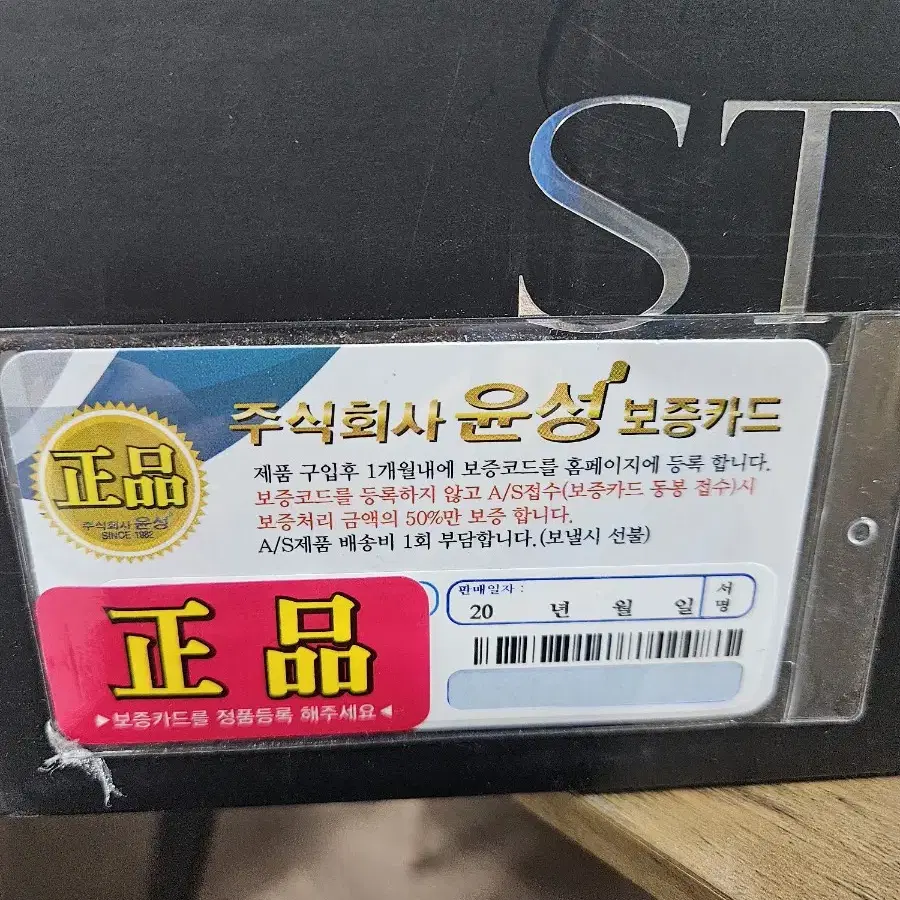 ST
주식회사 윤성 보증카드
正品
주식회사 윤성
SINCE 1982
제품 구입후 1개월내에 보증코드를 홈페이지에 등록 합니다.
보증코드를 등록하지 않고 A/S접수(보증카드 동봉 접수)시
보증처리 금액의 50%만 보증 합니다.
A/S제품 배송비 1회 부담합니다.(보낼시 선불)
판매일자 :
20 년 월 일
서명
正品
▶보증카드를 정품등록 해주세요◀